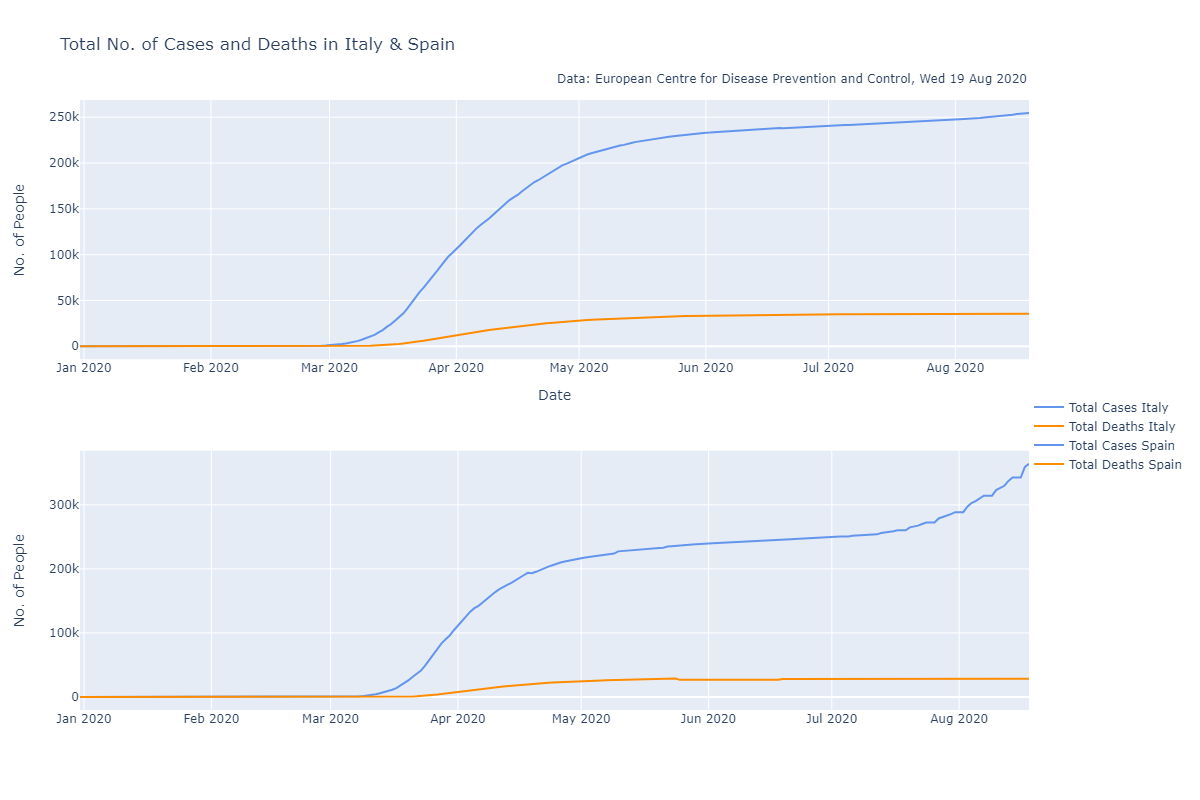 Total No. of Cases and Deaths in Italy & Spain
Data: European Centre for Disease Prevention and Control, Wed 19 Aug 2020
No. of People
250k
200k
150k
100k
50k
0
Jan 2020 Feb 2020 Mar 2020 Apr 2020 May 2020 Jun 2020 Jul 2020 Aug 2020
Date
Total Cases Italy
Total Deaths Italy
Total Cases Spain
Total Deaths Spain
No. of People
300k
200k
100k
0
Jan 2020 Feb 2020 Mar 2020 Apr 2020 May 2020 Jun 2020 Jul 2020 Aug 2020